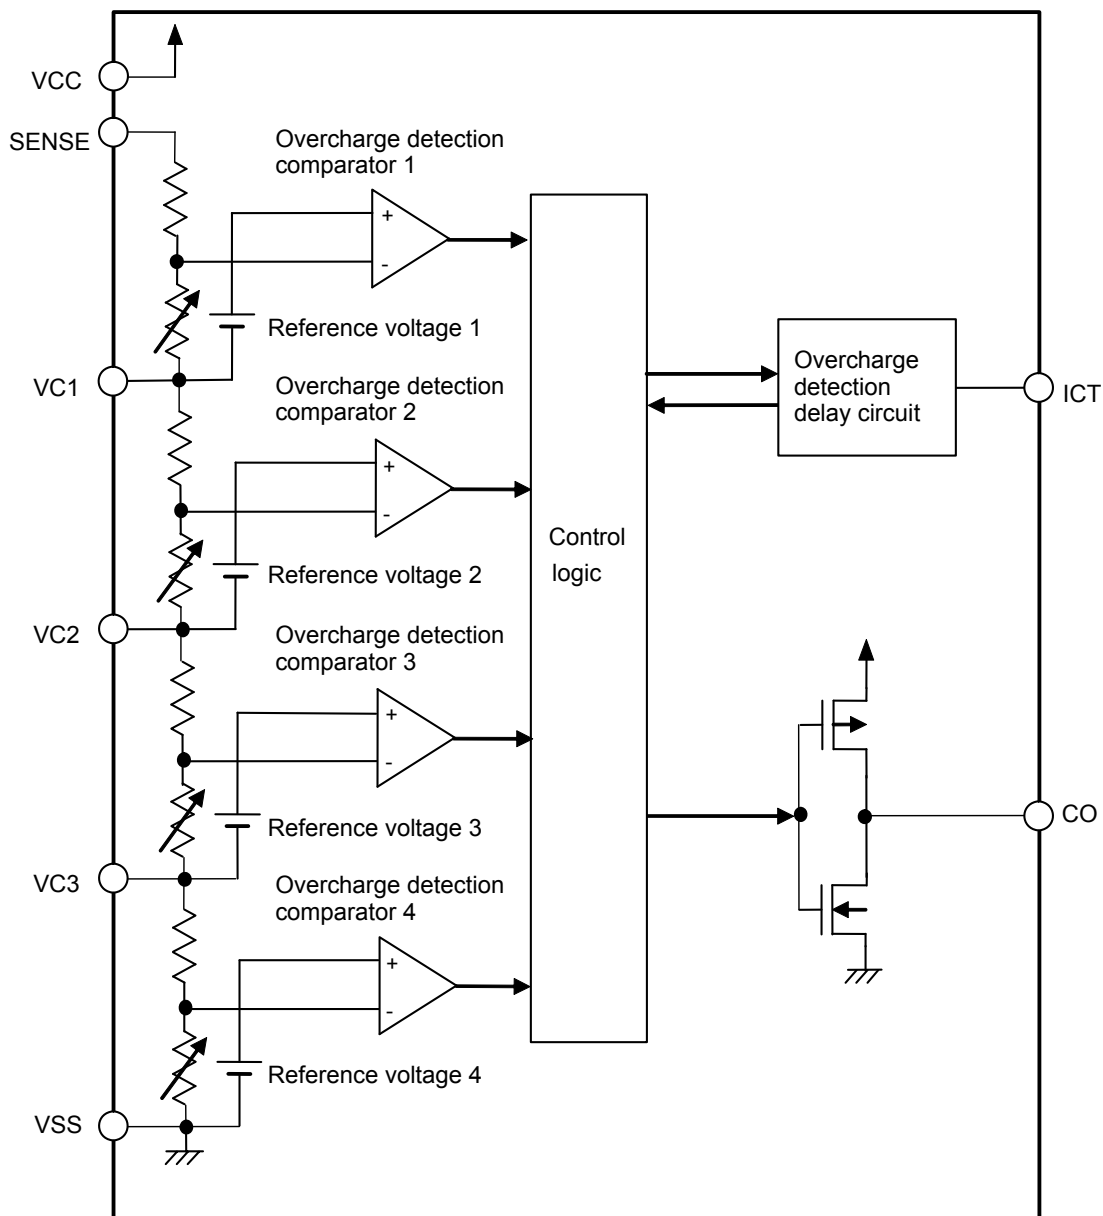 VCC
SENSE
Overcharge detection
comparator 1
+
-
Reference voltage 1
VC1
Overcharge detection
comparator 2
+
-
Reference voltage 2
VC2
Overcharge detection
comparator 3
+
-
Reference voltage 3
VC3
Overcharge detection
comparator 4
+
-
Reference voltage 4
VSS
Control
logic
Overcharge
detection
delay circuit
ICT
CO